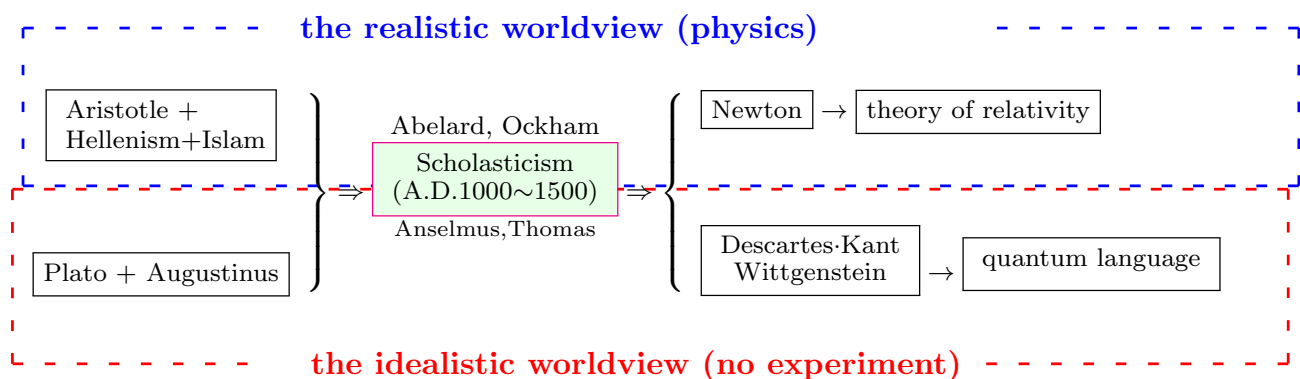 the realistic worldview (physics)
Aristotle +
Hellenism+Islam
Abelard, Ockham
Scholasticism
(A.D.1000~1500)
Anselmus,Thomas
⇒
⇒
Newton → theory of relativity
Plato + Augustinus
Descartes·Kant
Wittgenstein → quantum language
the idealistic worldview (no experiment)